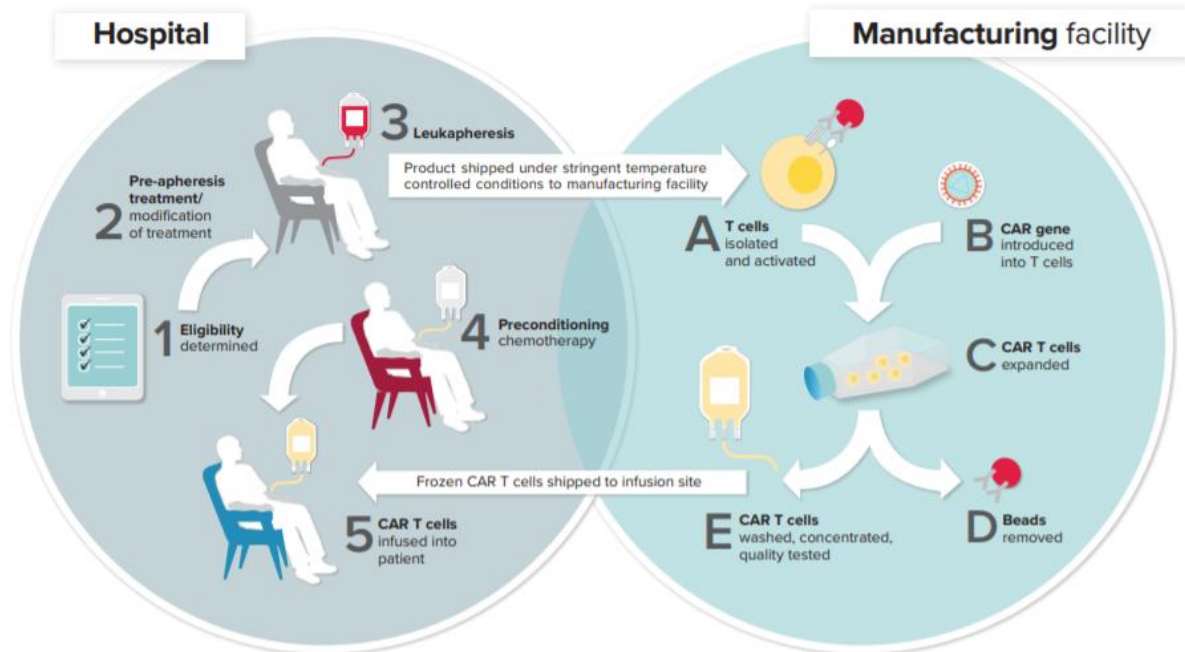 Hospital
Manufacturing facility
3 Leukapheresis
Product shipped under stringent temperature
controlled conditions to manufacturing facility
2 Pre-apheresis
treatment/
modification
of treatment
A T cells
isolated
and activated
B CAR gene
introduced
into T cells
1 Eligibility
determined
4 Preconditioning
chemotherapy
C CAR T cells
expanded
Frozen CAR T cells shipped to infusion site
5 CAR T cells
infused into
patient
E CAR T cells
washed, concentrated,
quality tested
D Beads
removed